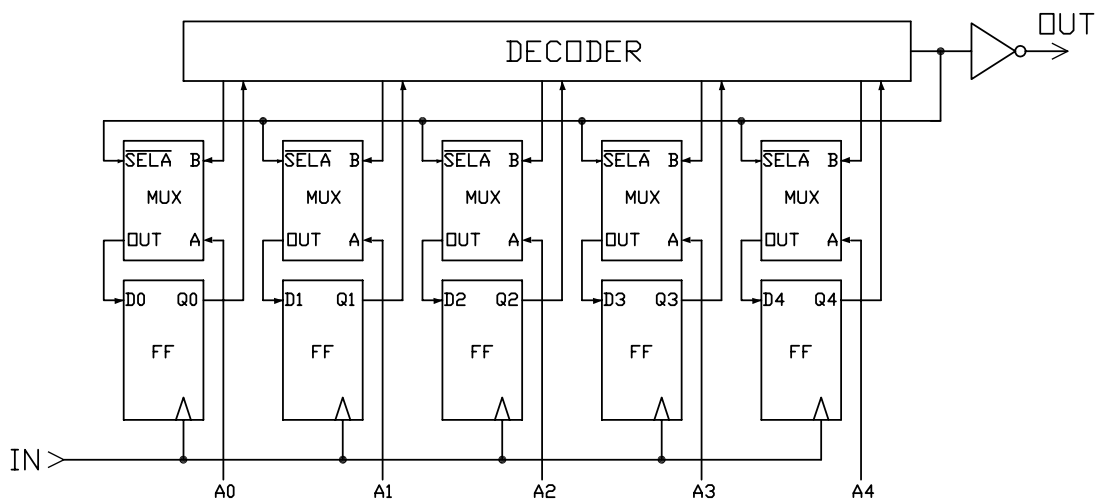 OUT
DECODER
SELA B SELA B SELA B SELA B SELA B
MUX MUX MUX MUX MUX
OUT A OUT A OUT A OUT A OUT A
D0 Q0 D1 Q1 D2 Q2 D3 Q3 D4 Q4
FF FF FF FF FF
IN
A0 A1 A2 A3 A4